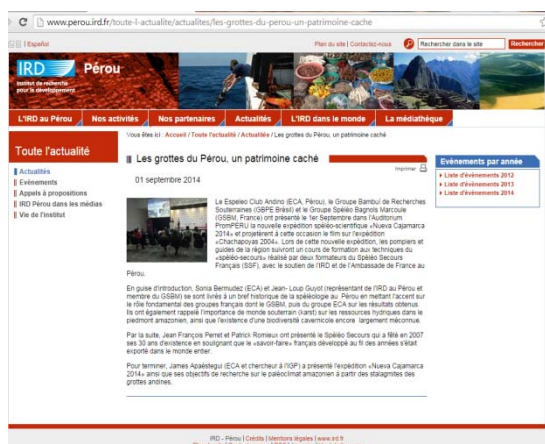 www.perou.ird.fr/toute-l-actualite/actualites/les-grottes-du-perou-un-patrimoine-cache
Español
Plan du site | Contactez-nous
Rechercher dans le site
Rechercher
IRD
Institut de recherche
pour le développement
Pérou
L'IRD au Pérou
Nos activités
Nos partenaires
Actualités
L'IRD dans le monde
La médiathèque
Vous êtes ici : Accueil / Toute l'actualité / Actualités / Les grottes du Pérou, un patrimoine caché
Toute l'actualité
Actualités
Evénements
Appels à propositions
IRD Pérou dans les médias
Vie de l'institut
Les grottes du Pérou, un patrimoine caché
Imprimer
01 septembre 2014
Le Espeleo Club Andino (ECA, Pérou), le Groupe Bambuí de Recherches
Souterraines (GBPE Brésil) et le Groupe Spéléo Bagnols Marcoule
(GSBM, France) ont présenté le 1er Septembre dans l'Auditorium
PromPERU la nouvelle expédition spéléo-scientifique «Nueva Cajamarca
2014» et projetèrent à cette occasion le film sur l'expédition
«Chachapoyas 2004». Lors de cette nouvelle expédition, les pompiers et
guides de la région suivront un cours de formation aux techniques du
«spéléo-secours» réalisé par deux formateurs du Spéléo Secours
Français (SSF), avec le soutien de l'IRD et de l'Ambassade de France au
Pérou.
En guise d'introduction, Sonia Bermudez (ECA) et Jean- Loup Guyot (représentant de l'IRD au Pérou et
membre du GSBM) se sont livrés à un bref historique de la spéléologie au Pérou en mettant l'accent sur
le rôle fondamental des groupes français dont le GSBM, puis du groupe ECA sur les résultats obtenus.
Ils ont également rappelé l'importance de monde souterrain (karst) sur les ressources hydriques dans le
piedmont amazonien, ainsi que l'existence d'une biodiversité cavernicole encore largement méconnue.
Par la suite, Jean François Perret et Patrick Romieux ont présenté le Spéléo Secours qui a fêté en 2007
ses 30 ans d'existence en soulignant que le «savoir-faire» français développé au fil des années s'était
exporté dans le monde entier.
Pour terminer, James Apaéstegui (ECA et chercheur à l'IGP) a présenté l'expédition «Nueva Cajamarca
2014» ainsi que ses objectifs de recherche sur le paléoclimat amazonien à partir des stalagmites des
grottes andines.
Evénements par année
Liste d'événements 2012
Liste d'événements 2013
Liste d'événements 2014
IRD - Pérou | Crédits | Mentions légales | www.ird.fr